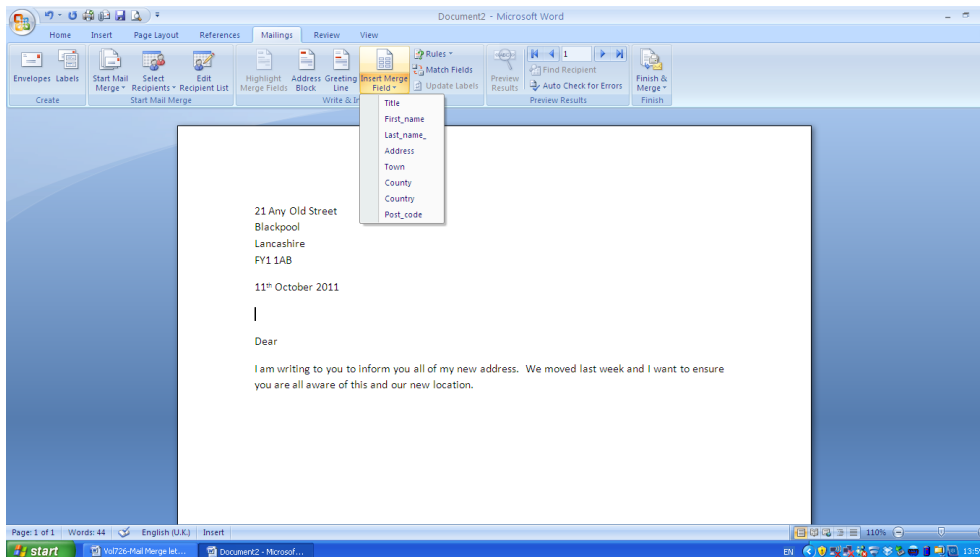 Document2 - Microsoft Word
Home Insert Page Layout References Mailings Review View
Envelopes Labels
Create
Start Mail Merge
Select Recipients
Edit Recipient List
Start Mail Merge
Highlight Merge Fields
Address Block
Greeting Line
Insert Merge Field
Rules
Match Fields
Update Labels
Write & In
Preview Results
1
Find Recipient
Auto Check for Errors
Preview Results
Finish & Merge
Finish
Title
First_name
Last_name_
Address
Town
County
Country
Post_code
21 Any Old Street
Blackpool
Lancashire
FY1 1AB
11th October 2011
Dear
I am writing to you to inform you all of my new address. We moved last week and I want to ensure
you are all aware of this and our new location.
Page: 1 of 1 Words: 44 English (U.K.) Insert 110%
start Vol726-Mail Merge let... Document2 - Microsof... EN